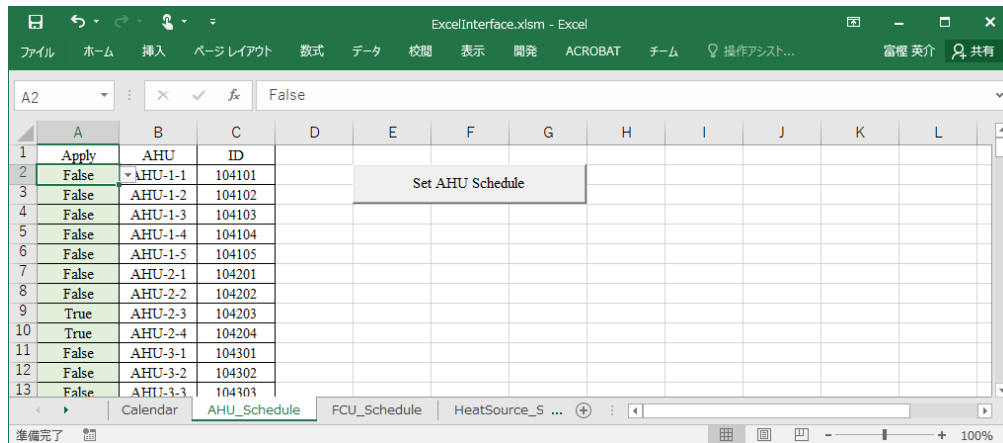 ExcelInterface.xlsm - Excel
ファイル ホーム 挿入 ページ レイアウト 数式 データ 校閲 表示 開発 ACROBAT チーム 操作アシスト... 富樫 英介 共有
A2 fx False
A B C D E F G H I J K L
1 Apply AHU ID
2 False AHU-1-1 104101
Set AHU Schedule
3 False AHU-1-2 104102
4 False AHU-1-3 104103
5 False AHU-1-4 104104
6 False AHU-1-5 104105
7 False AHU-2-1 104201
8 False AHU-2-2 104202
9 True AHU-2-3 104203
10 True AHU-2-4 104204
11 False AHU-3-1 104301
12 False AHU-3-2 104302
13 False AHU-3-3 104303
Calendar AHU_Schedule FCU_Schedule HeatSource_S ...
準備完了 100%